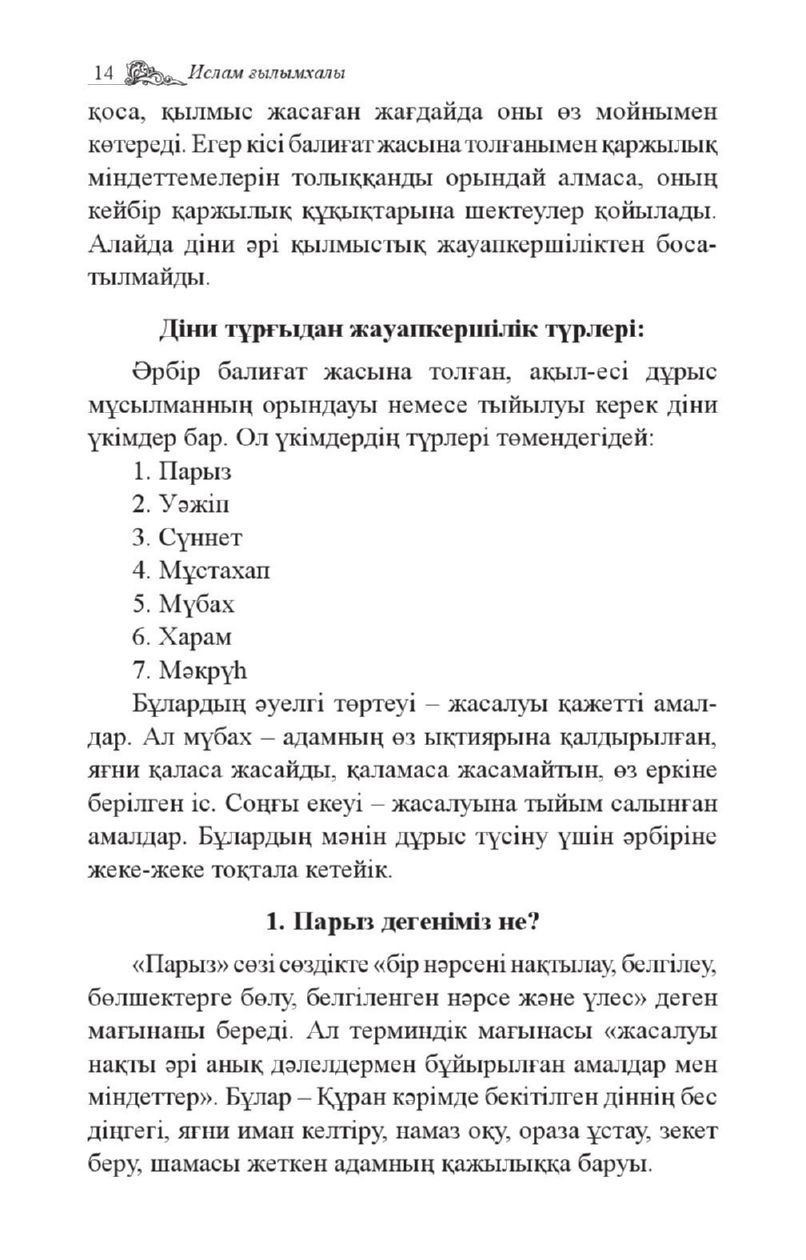 14 Ислам ғылымхалы
қоса, қылмыс жасаған жағдайда оны өз мойнымен
көтереді. Егер кісі балиғат жасына толғанымен қаржылық
міндеттемелерін толыққанды орындай алмаса, оның
кейбір қаржылық құқықтарына шектеулер қойылады.
Алайда діни әрі қылмыстық жауапкершіліктен боса-
тылмайды.
Діни тұрғыдан жауапкершілік түрлері:
Әрбір балиғат жасына толған, ақыл-есі дұрыс
мұсылманның орындауы немесе тыйылуы керек діни
үкімдер бар. Ол үкімдердің түрлері төмендегідей:
1. Парыз
2. Уәжіп
3. Сүннет
4. Мұстахап
5. Мүбах
6. Харам
7. Мәкрүһ
Бұлардың әуелгі төртеуі – жасалуы қажетті амал-
дар. Ал мүбах – адамның өз ықтиярына қалдырылған,
яғни қаласа жасайды, қаламаса жасамайтын, өз еркіне
берілген іс. Соңғы екеуі – жасалуына тыйым салынған
амалдар. Бұлардың мәнін дұрыс түсіну үшін әрбіріне
жеке-жеке тоқтала кетейік.
1. Парыз дегеніміз не?
«Парыз» сөзі сөздікте «бір нәрсені нақтылау, белгілеу,
бөлшектерге бөлу, белгіленген нәрсе және үлес» деген
мағынаны береді. Ал терминдік мағынасы «жасалуы
нақты әрі анық дәлелдермен бұйырылған амалдар мен
міндеттер». Бұлар – Құран кәрімде бекітілген діннің бес
діңгегі, яғни иман келтіру, намаз оқу, ораза ұстау, зекет
беру, шамасы жеткен адамның қажылыққа баруы.